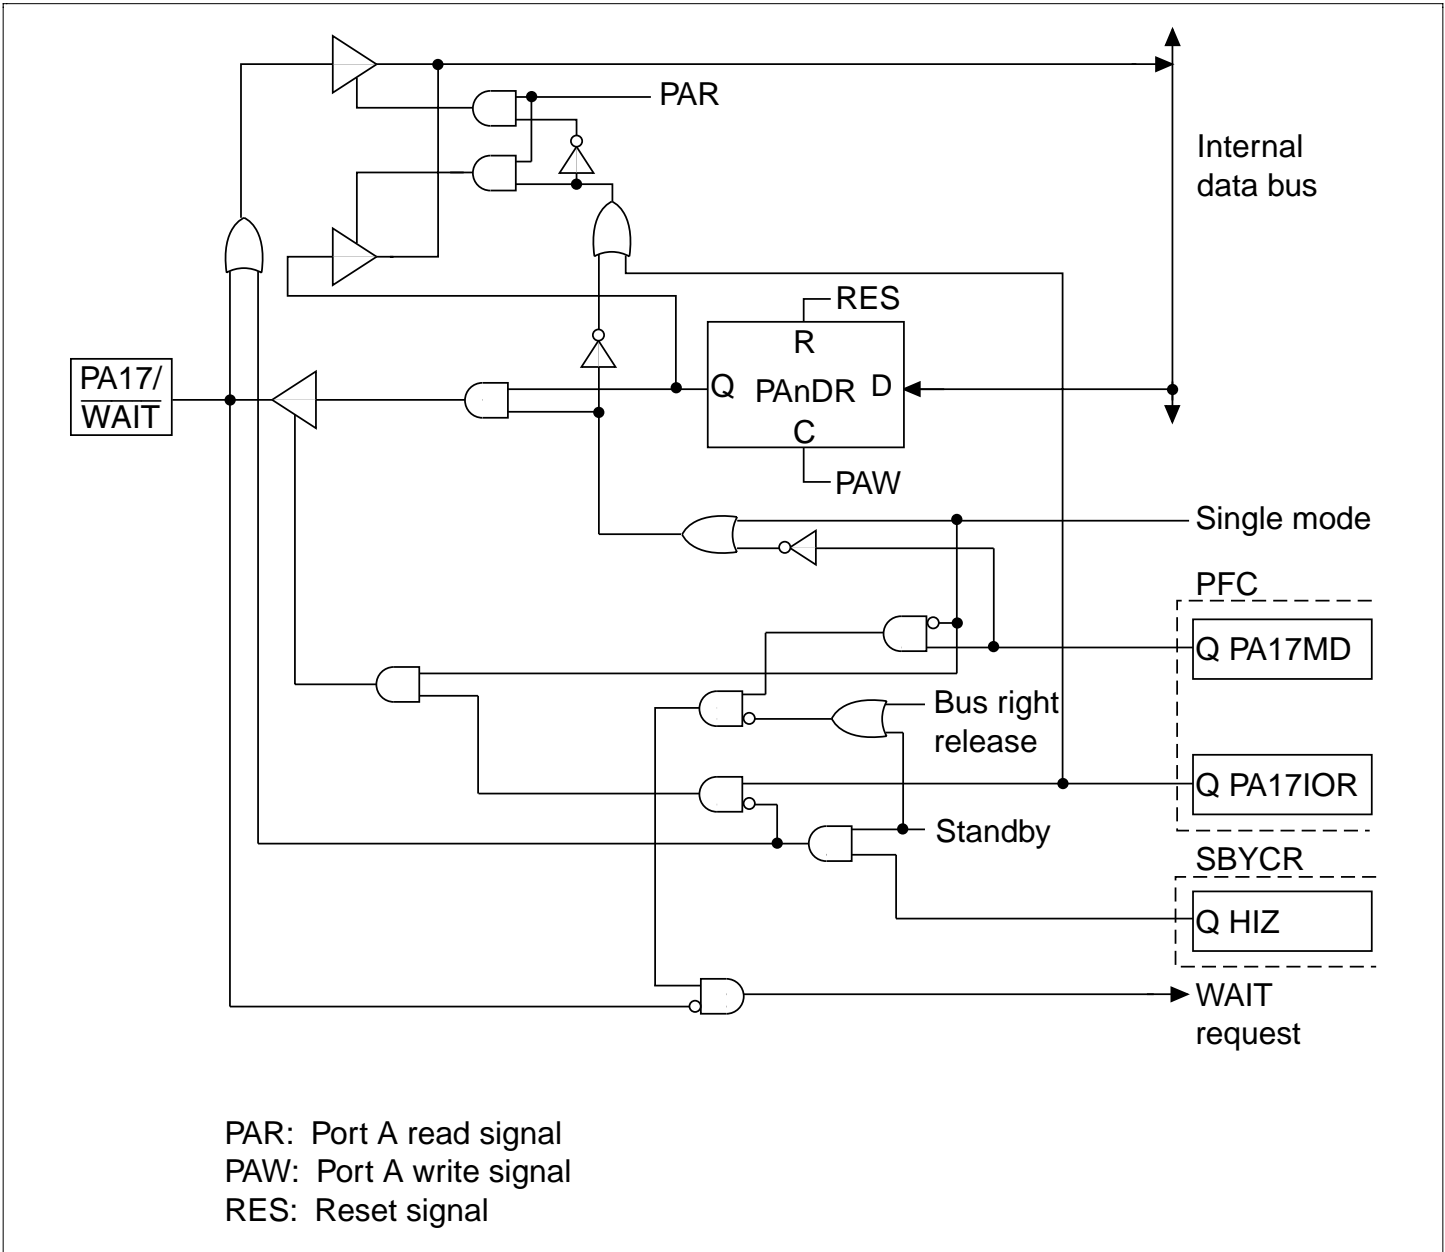 PAR
Internal
data bus
RES
R
PA17/
WAIT
Q PAnDR D
C
PAW
Single mode
PFC
Q PA17MD
Bus right
release
Q PA17IOR
Standby
SBYCR
Q HIZ
WAIT
request
PAR: Port A read signal
PAW: Port A write signal
RES: Reset signal